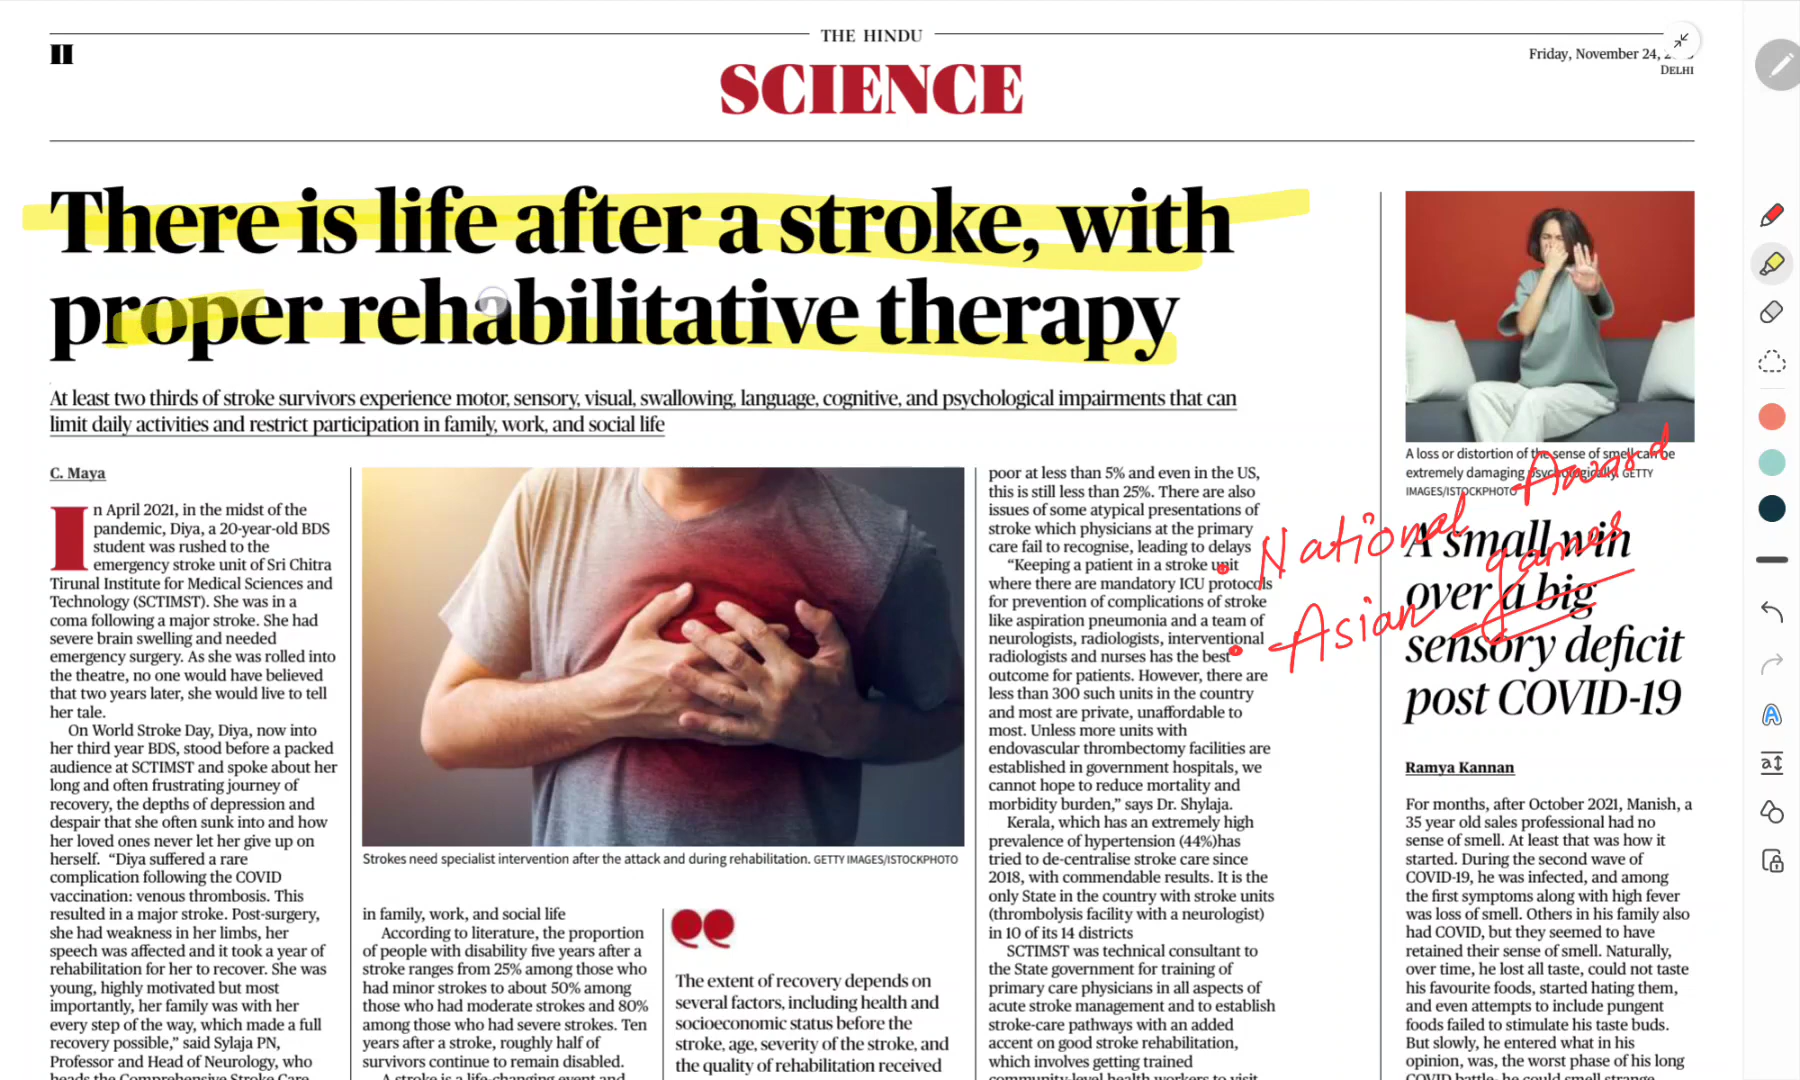 THE HINDU
II
SCIENCE
Friday, November 24,
DELHI
There is life after a stroke, with
proper rehabilitative therapy
At least two thirds of stroke survivors experience motor, sensory, visual, swallowing, language, cognitive, and psychological impairments that can
limit daily activities and restrict participation in family, work, and social life
C. Maya
In April 2021, in the midst of the
pandemic, Diya, a 20-year-old BDS
student was rushed to the
emergency stroke unit of Sri Chitra
Tirunal Institute for Medical Sciences and
Technology (SCTIMST). She was in a
coma following a major stroke. She had
severe brain swelling and needed
emergency surgery. As she was rolled into
the theatre, no one would have believed
that two years later, she would live to tell
her tale.
On World Stroke Day, Diya, now into
her third year BDS, stood before a packed
audience at SCTIMST and spoke about her
long and often frustrating journey of
recovery, the depths of depression and
despair that she often sunk into and how
her loved ones never let her give up on
herself. “Diya suffered a rare
complication following the COVID
vaccination: venous thrombosis. This
resulted in a major stroke. Post-surgery,
she had weakness in her limbs, her
speech was affected and it took a year of
rehabilitation for her to recover. She was
young, highly motivated but most
importantly, her family was with her
every step of the way, which made a full
recovery possible,” said Sylaja PN,
Professor and Head of Neurology, who
heads the Comprehensive Stroke Care
Strokes need specialist intervention after the attack and during rehabilitation. GETTY IMAGES/ISTOCKPHOTO
in family, work, and social life
According to literature, the proportion
of people with disability five years after a
stroke ranges from 25% among those who
had minor strokes to about 50% among
those who had moderate strokes and 80%
among those who had severe strokes. Ten
years after a stroke, roughly half of
survivors continue to remain disabled.
A stroke is a life-changing event and
The extent of recovery depends on
several factors, including health and
socioeconomic status before the
stroke, age, severity of the stroke, and
the quality of rehabilitation received
poor at less than 5% and even in the US,
this is still less than 25%. There are also
issues of some atypical presentations of
stroke which physicians at the primary
care fail to recognise, leading to delays
“Keeping a patient in a stroke unit
where there are mandatory ICU protocols
for prevention of complications of stroke
like aspiration pneumonia and a team of
neurologists, radiologists, interventional
radiologists and nurses has the best
outcome for patients. However, there are
less than 300 such units in the country
and most are private, unaffordable to
most. Unless more units with
endovascular thrombectomy facilities are
established in government hospitals, we
cannot hope to reduce mortality and
morbidity burden,” says Dr. Shylaja.
Kerala, which has an extremely high
prevalence of hypertension (44%)has
tried to de-centralise stroke care since
2018, with commendable results. It is the
only State in the country with stroke units
(thrombolysis facility with a neurologist)
in 10 of its 14 districts
SCTIMST was technical consultant to
the State government for training of
primary care physicians in all aspects of
acute stroke management and to establish
stroke-care pathways with an added
accent on good stroke rehabilitation,
which involves getting trained
community-level health workers to visit
National Award
Asian games
A loss or distortion of the sense of smell can be
extremely damaging psychologically. GETTY
IMAGES/ISTOCKPHOTO
A small win
over a big
sensory deficit
post COVID-19
Ramya Kannan
For months, after October 2021, Manish, a
35 year old sales professional had no
sense of smell. At least that was how it
started. During the second wave of
COVID-19, he was infected, and among
the first symptoms along with high fever
was loss of smell. Others in his family also
had COVID, but they seemed to have
retained their sense of smell. Naturally,
over time, he lost all taste, could not taste
his favourite foods, started hating them,
and even attempts to include pungent
foods failed to stimulate his taste buds.
But slowly, he entered what in his
opinion, was, the worst phase of his long
COVID battle- he could smell strange